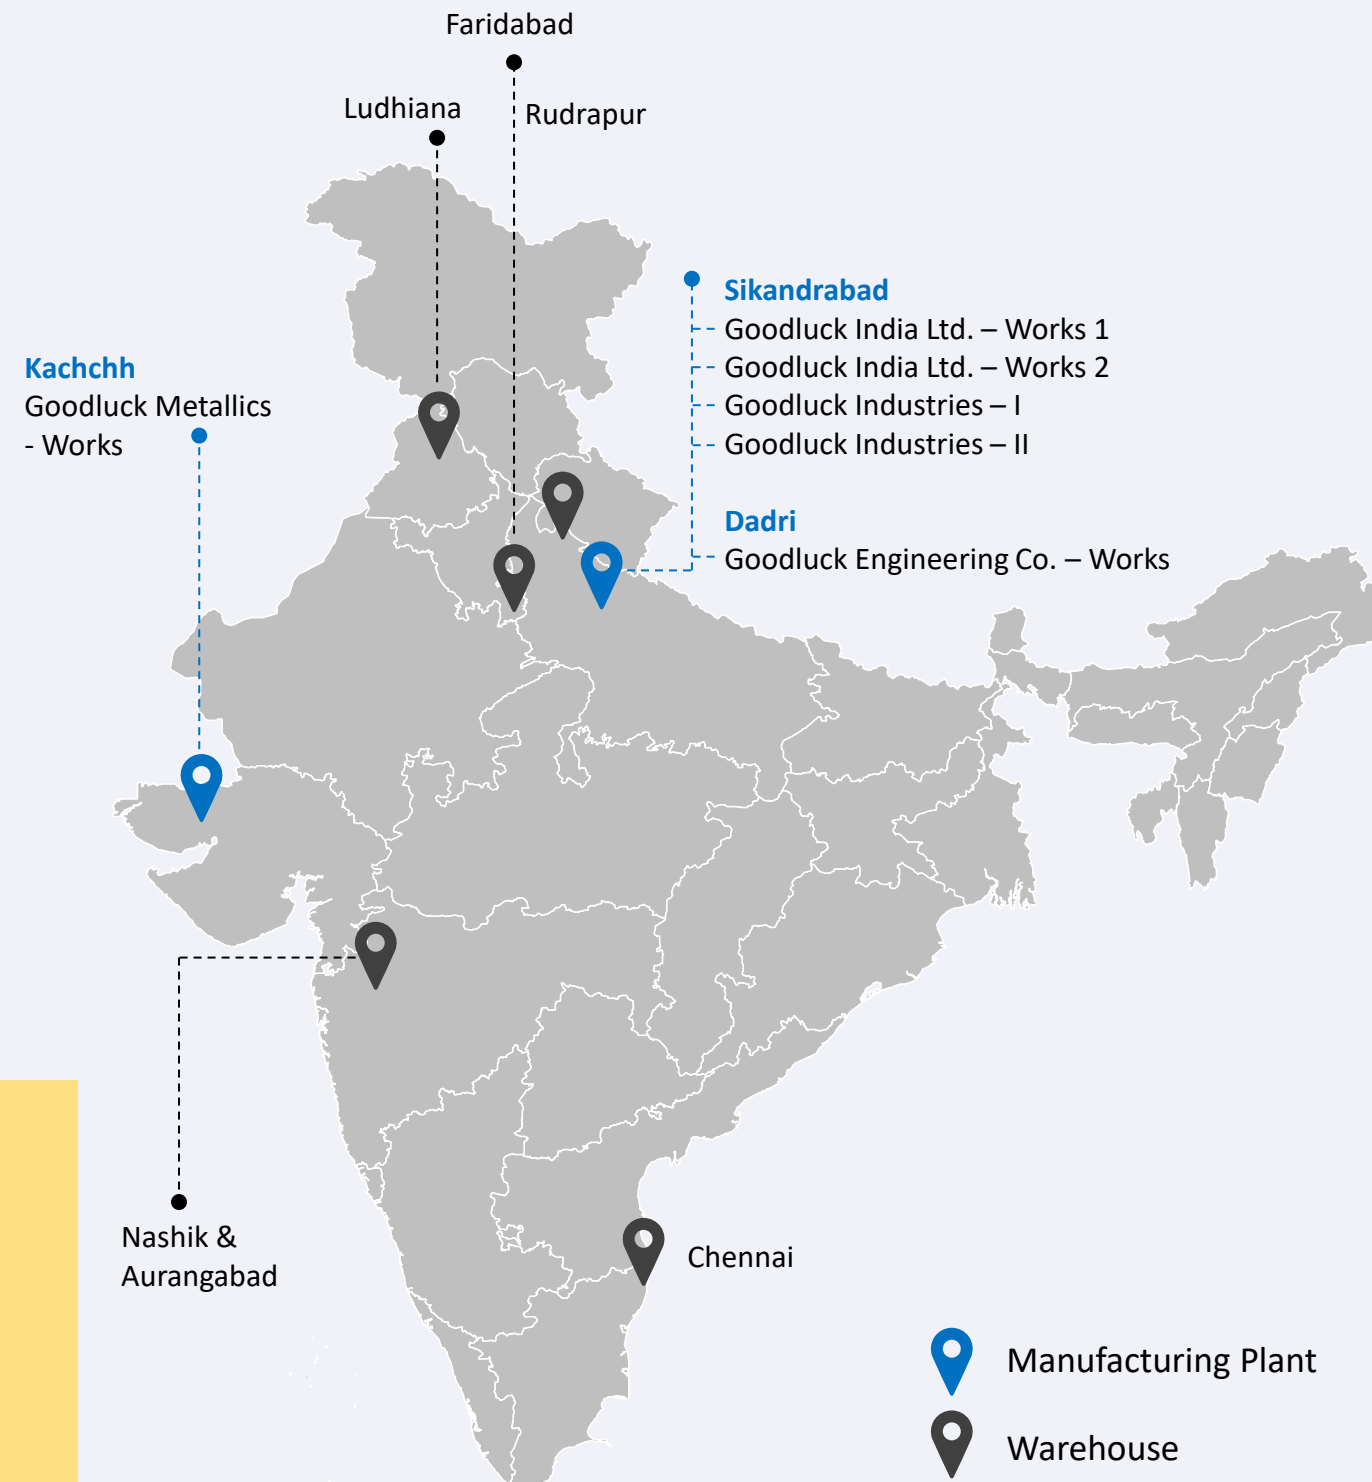 Faridabad
Ludhiana
Rudrapur
Sikandrabad
Goodluck India Ltd. – Works 1
Goodluck India Ltd. – Works 2
Goodluck Industries – I
Goodluck Industries – II
Dadri
Goodluck Engineering Co. – Works
Kachchh
Goodluck Metallics
- Works
Nashik &
Aurangabad
Chennai
Manufacturing Plant
Warehouse